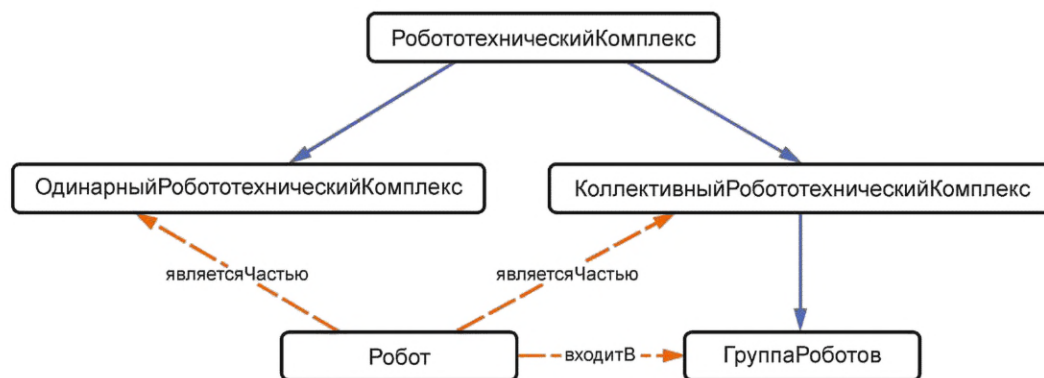 РобототехническийКомплекс
ОдинарныйРобототехническийКомплекс
КоллективныйРобототехническийКомплекс
являетсяЧастью
являетсяЧастью
Робот
входитВ
ГруппаРоботов